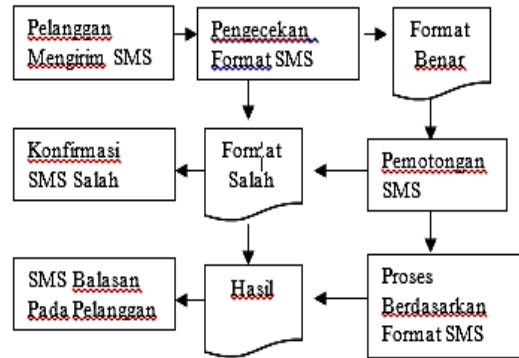 Pelanggan
Mengirim SMS
Pengecekan
Format SMS
Format
Benar
Konfirmasi
SMS Salah
Format
Salah
Pemotongan
SMS
SMS Balasan
Pada Pelanggan
Hasil
Proses
Berdasarkan
Format SMS